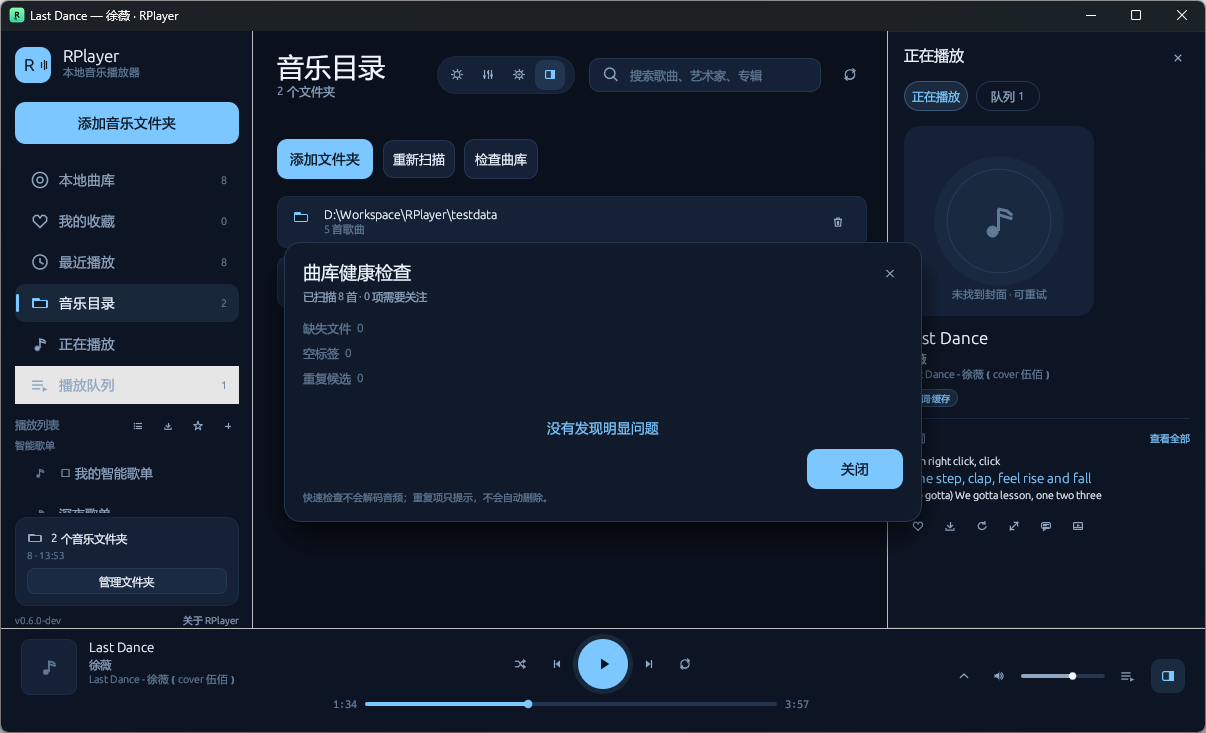 R Last Dance — 徐薇 · RPlayer
R
RPlayer
本地音乐播放器
添加音乐文件夹
本地曲库 8
我的收藏 0
最近播放 8
音乐目录 2
正在播放
播放队列 1
播放列表
智能歌单
我的智能歌单
深夜歌单
2 个音乐文件夹
8 · 13:53
管理文件夹
v0.6.0-dev 关于 RPlayer
音乐目录
2 个文件夹
搜索歌曲、艺术家、专辑
添加文件夹 重新扫描 检查曲库
D:\Workspace\RPlayer\testdata
5 首歌曲
曲库健康检查
已扫描 8 首 · 0 项需要关注
缺失文件 0
空标签 0
重复候选 0
没有发现明显问题
关闭
快速检查不会解码音频；重复项只提示，不会自动删除。
正在播放
正在播放 队列 1
未找到封面 · 可重试
st Dance
薇
Dance - 徐薇 ( cover 伍佰 )
词·缓存
查看全部
right click, click
e step, clap, feel rise and fall
gotta) We gotta lesson, one two three
Last Dance
徐薇
Last Dance - 徐薇 ( cover 伍佰 )
1:34 3:57